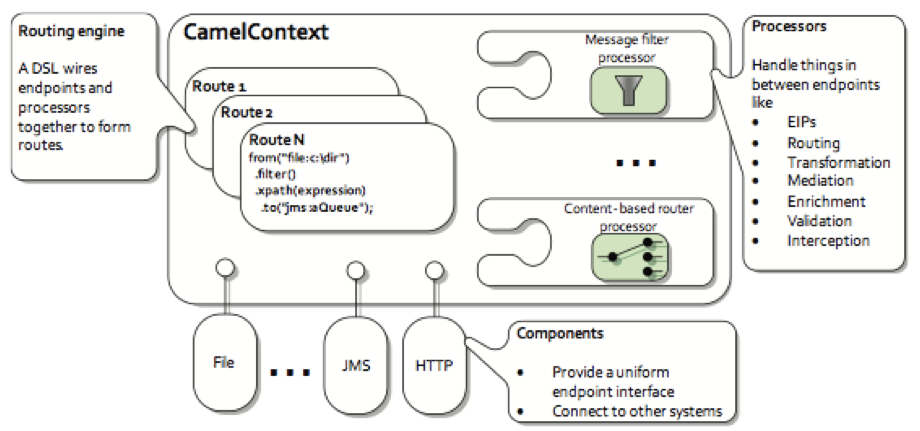 Routing engine
A DSL wires
endpoints and
processors
together to form
routes.
CamelContext
Route 1
Route 2
Route N
from("file:c:\dir")
.filter()
.xpath(expression)
.to("jms:aQueue");
Message filter
processor
...
Content-based router
processor
Processors
Handle things in
between endpoints
like
• EIPs
• Routing
• Transformation
• Mediation
• Enrichment
• Validation
• Interception
File
...
JMS
HTTP
Components
• Provide a uniform
endpoint interface
• Connect to other systems